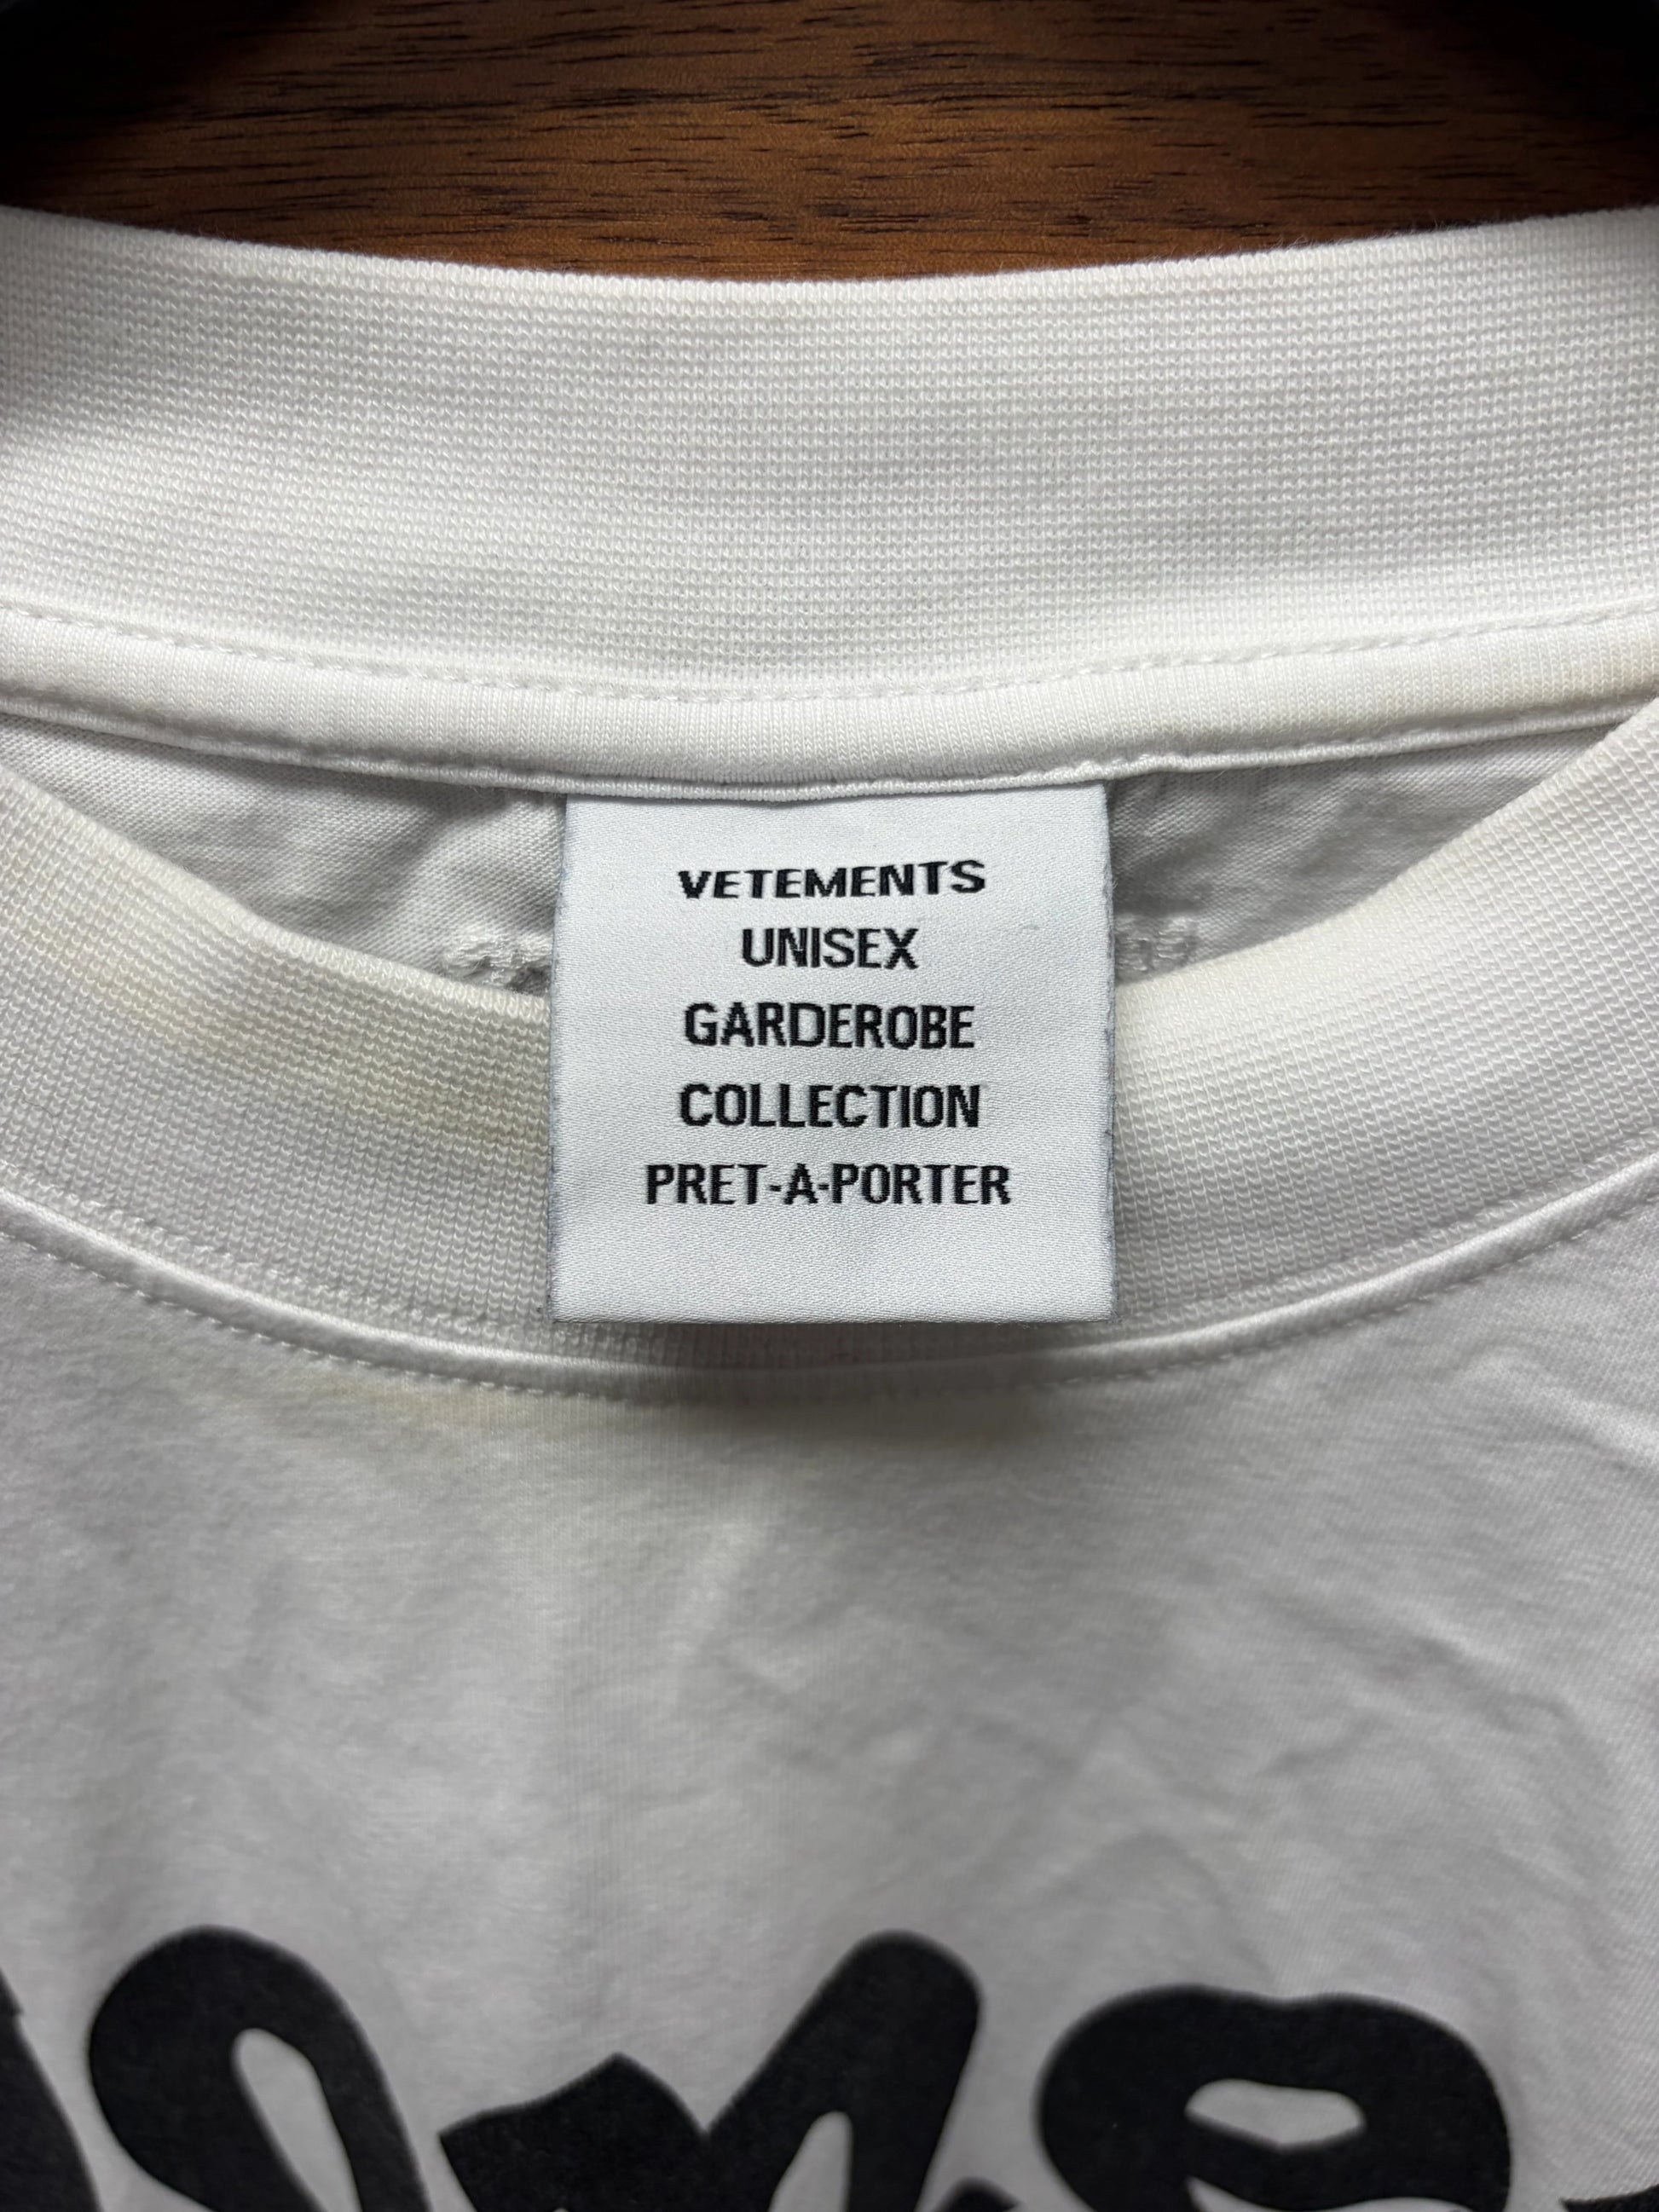 VETEMENTS
UNISEX
GARDEROBE
COLLECTION
PRET-A-PORTER